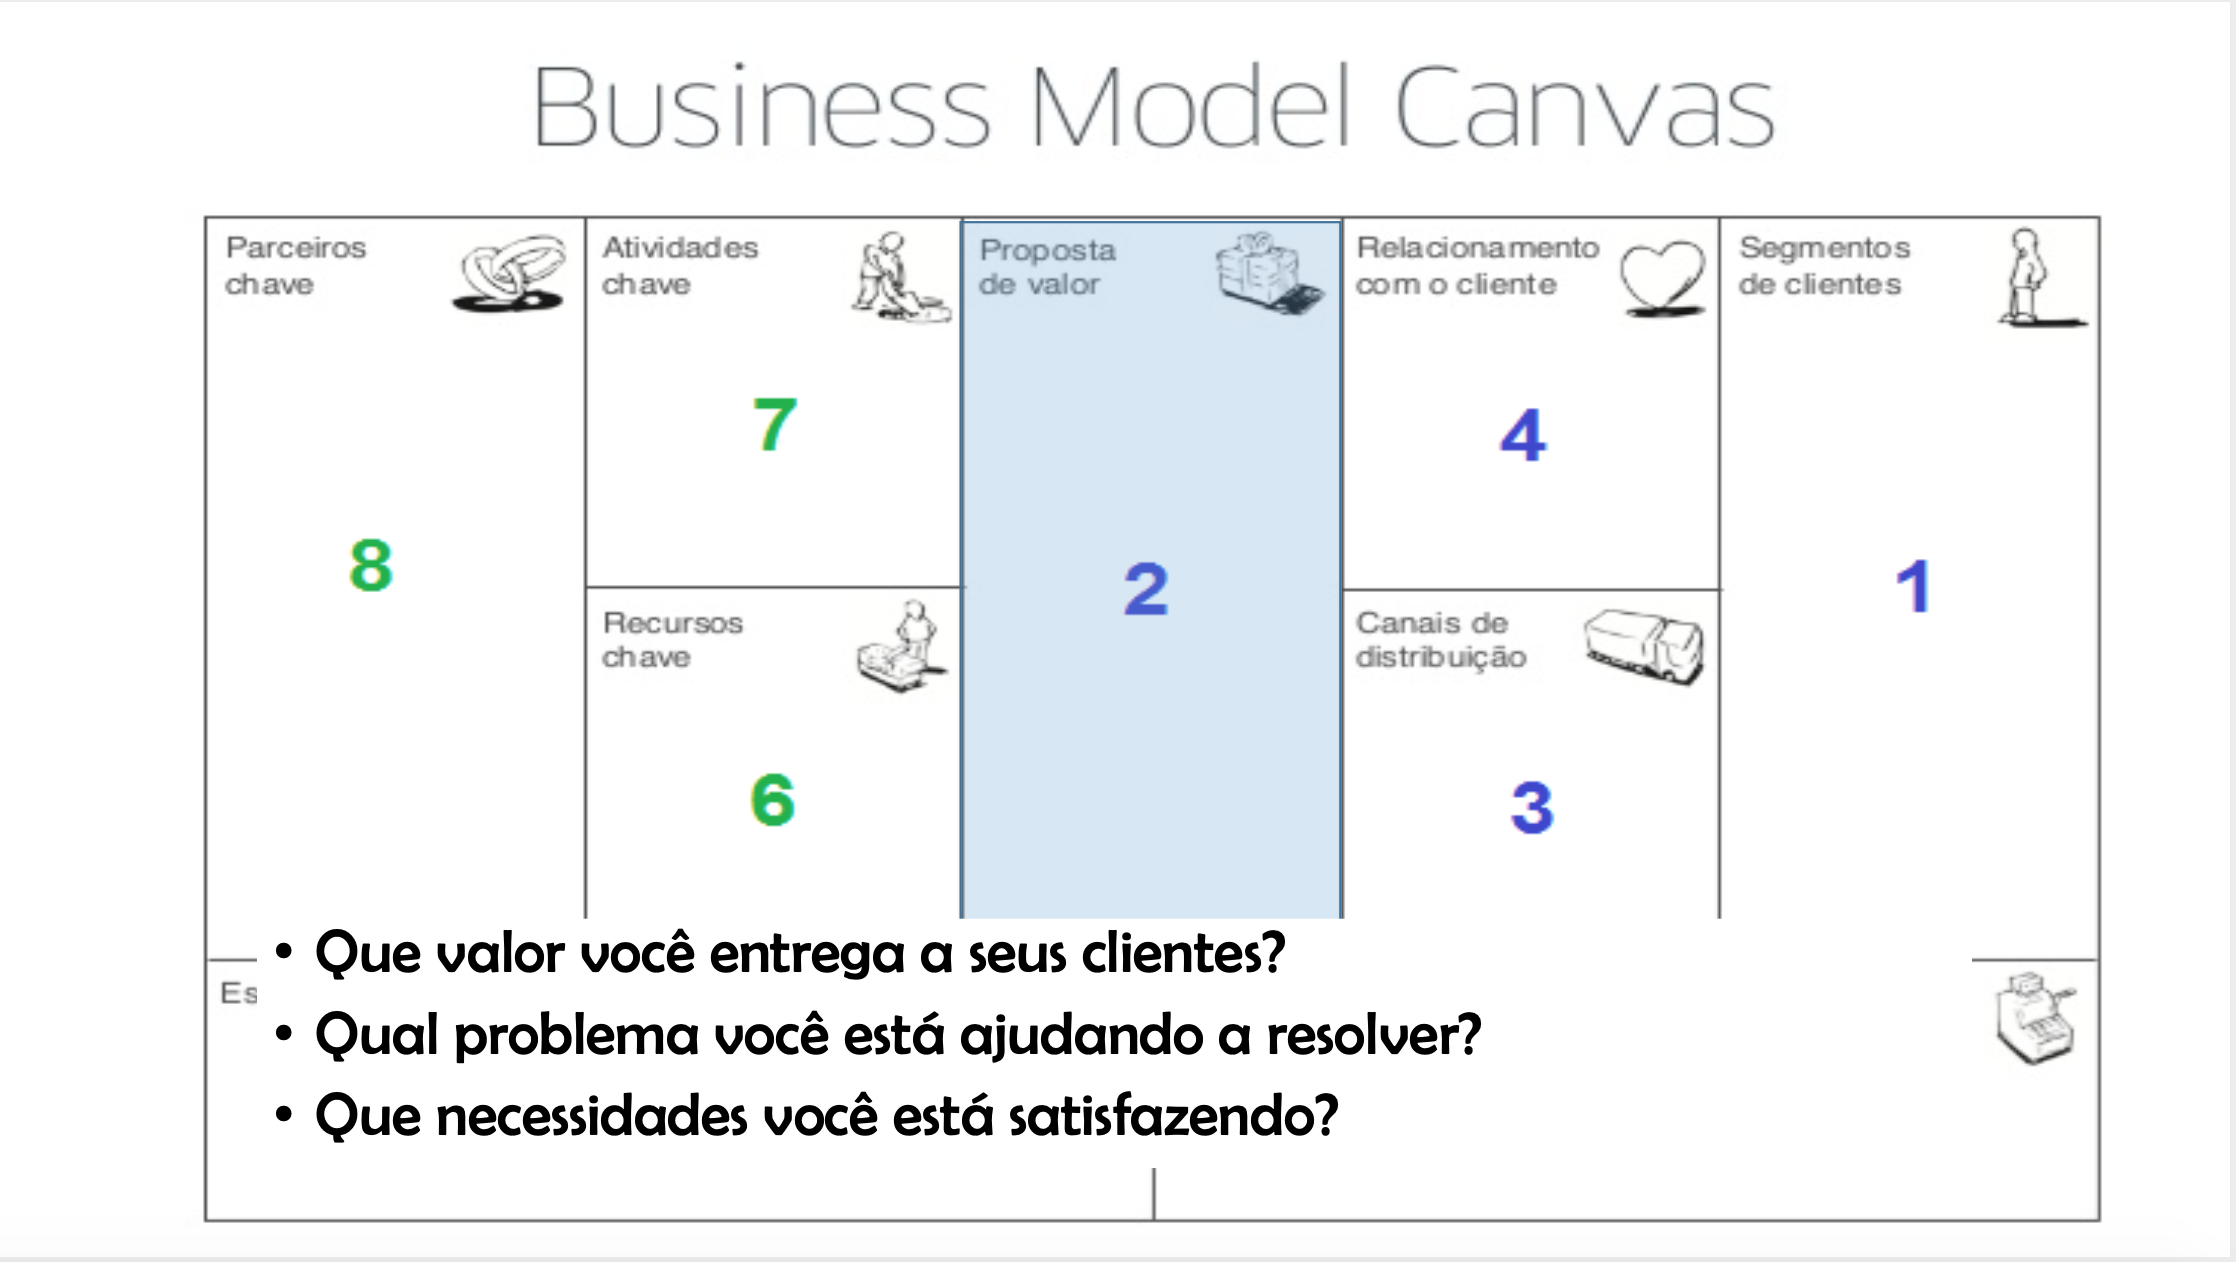 Business Model Canvas
Parceiros
chave
8
Atividades
chave
7
Recursos
chave
6
Proposta
de valor
2
Relacionamento
com o cliente
4
Canais de
distribuição
3
Segmentos
de clientes
1
Es
• Que valor você entrega a seus clientes?
• Qual problema você está ajudando a resolver?
• Que necessidades você está satisfazendo?